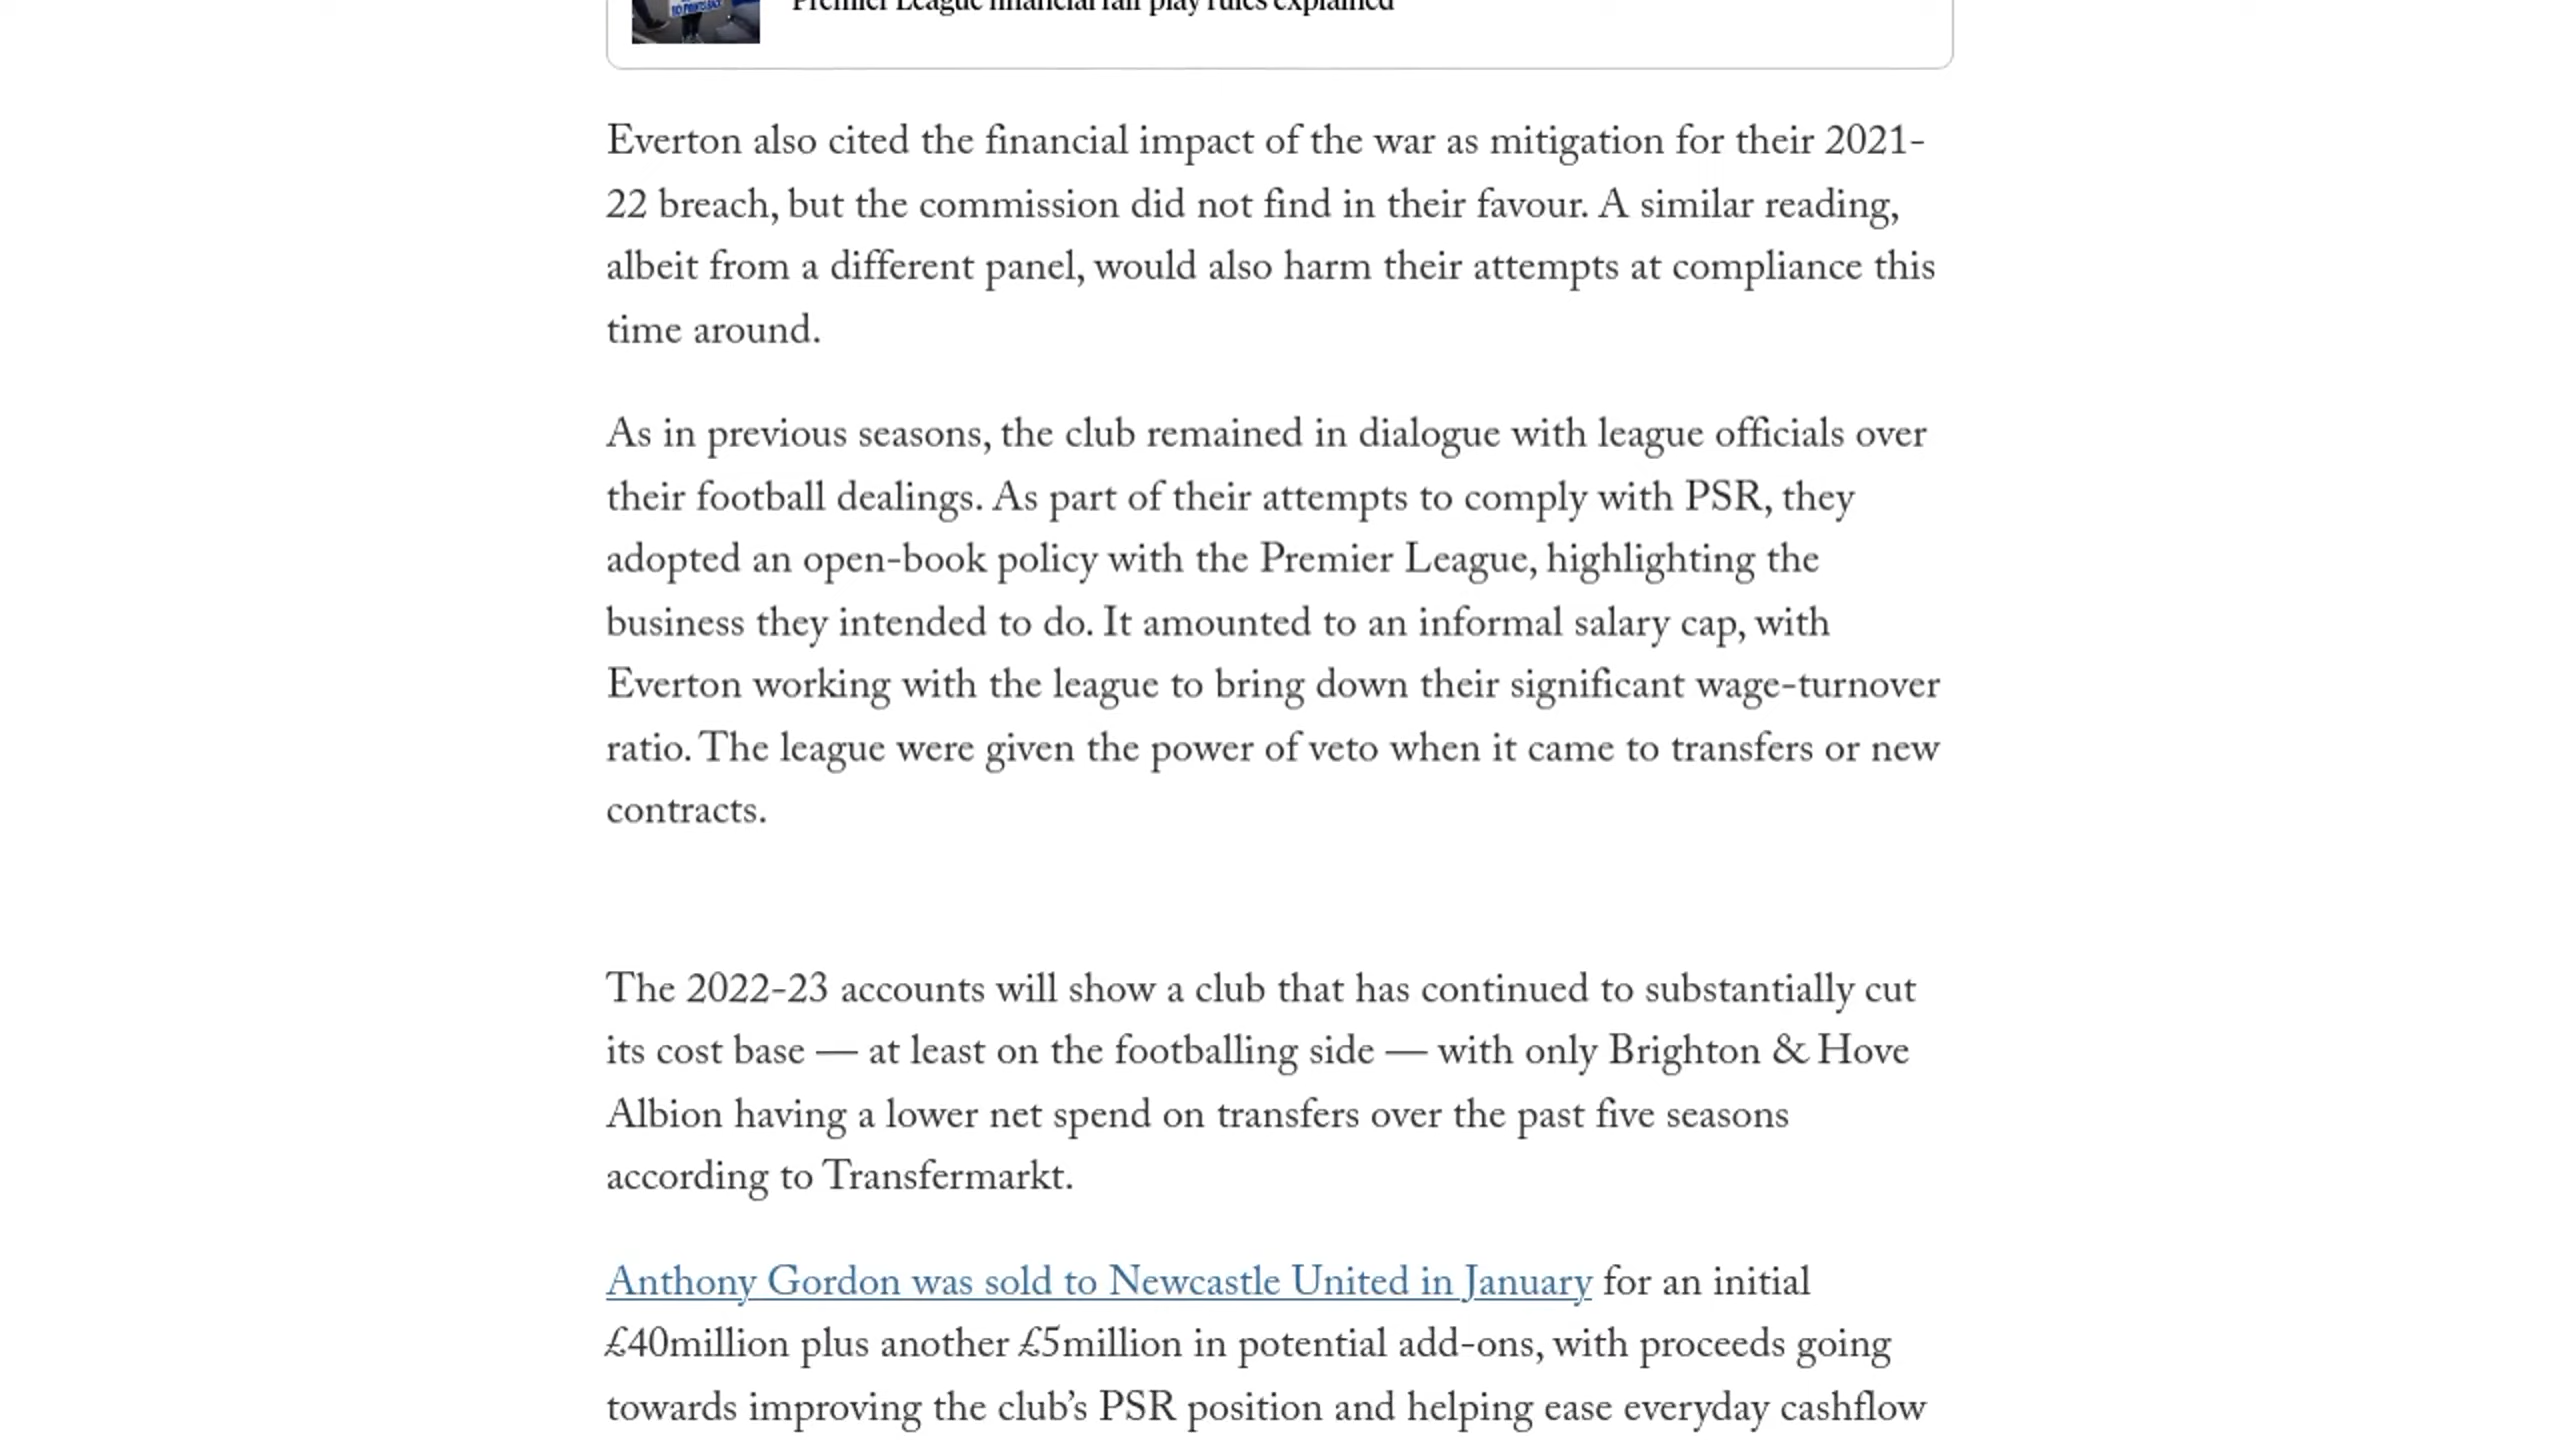 Premier League financial fair play rules explained
Everton also cited the financial impact of the war as mitigation for their 2021-
22 breach, but the commission did not find in their favour. A similar reading,
albeit from a different panel, would also harm their attempts at compliance this
time around.
As in previous seasons, the club remained in dialogue with league officials over
their football dealings. As part of their attempts to comply with PSR, they
adopted an open-book policy with the Premier League, highlighting the
business they intended to do. It amounted to an informal salary cap, with
Everton working with the league to bring down their significant wage-turnover
ratio. The league were given the power of veto when it came to transfers or new
contracts.
The 2022-23 accounts will show a club that has continued to substantially cut
its cost base — at least on the footballing side — with only Brighton & Hove
Albion having a lower net spend on transfers over the past five seasons
according to Transfermarkt.
Anthony Gordon was sold to Newcastle United in January for an initial
£40million plus another £5million in potential add-ons, with proceeds going
towards improving the club’s PSR position and helping ease everyday cashflow